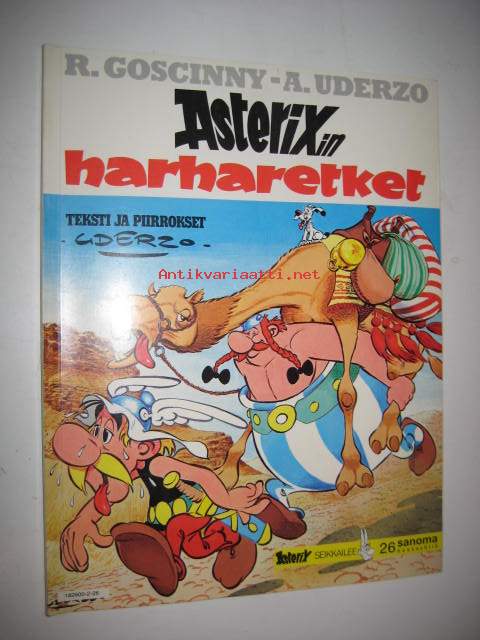 R. GOSCINNY-A. UDERZO
Asterixin
harharetket
TEKSTI JA PIIRROKSET
UDERZO
Antikvariaatti.net
Asterix SEIKKAILEE 26 sanoma